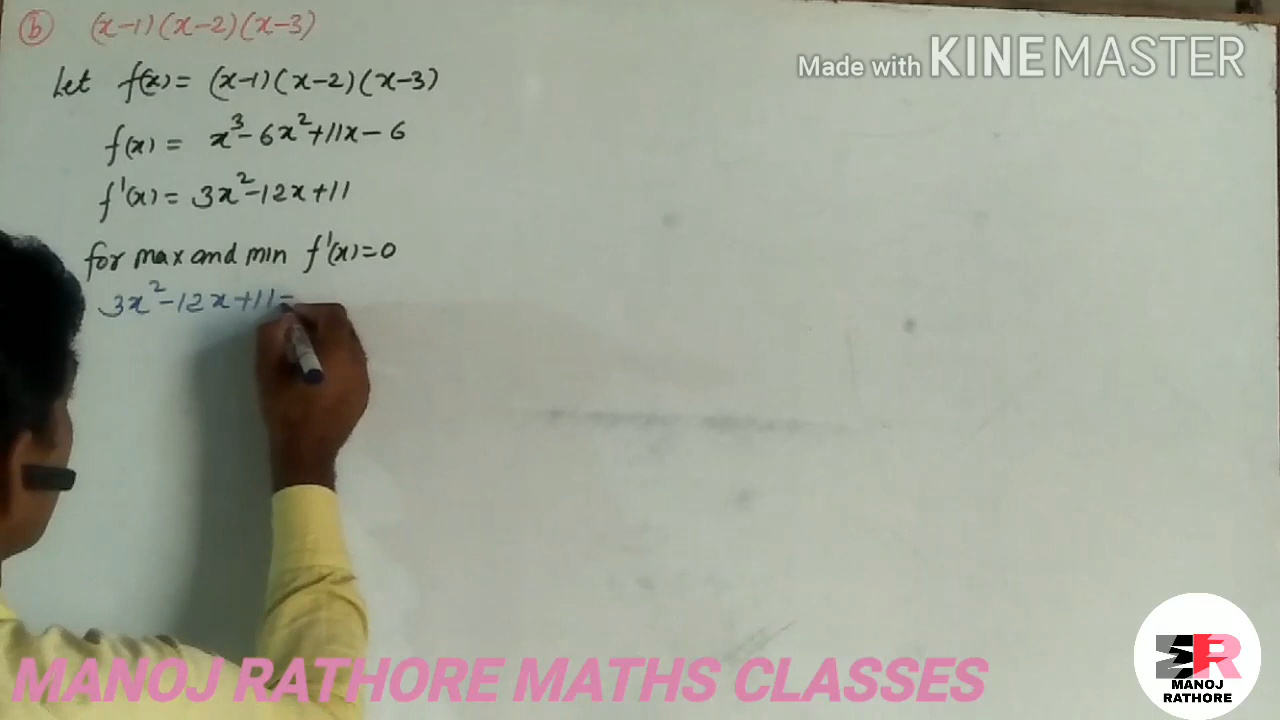 ⓑ (x-1)(x-2)(x-3)
Made with KINEMASTER
Let f(x) = (x-1)(x-2)(x-3)
f(x) = x³-6x²+11x-6
f'(x) = 3x²-12x+11
for max and min f'(x)=0
3x²-12x+11=
MANOJ RATHORE MATHS CLASSES
MR
MANOJ
RATHORE